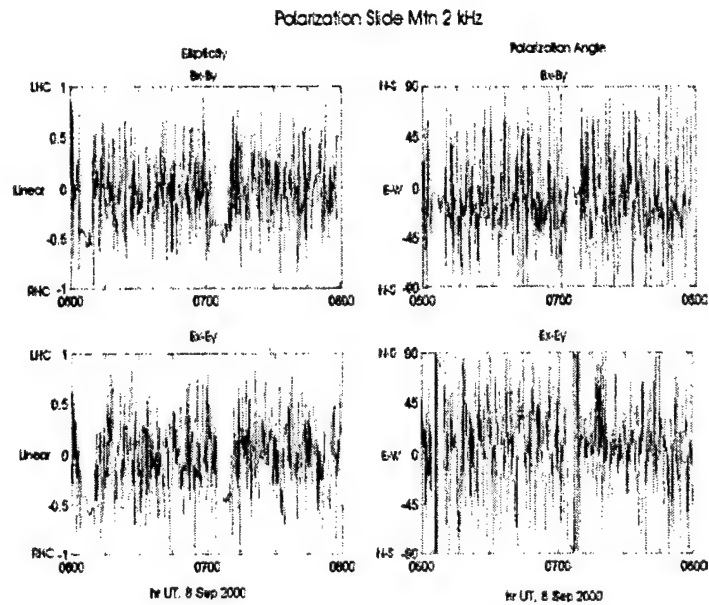 Polarization Slide Mtn 2 kHz
Ellipticity
Bx-By
LHC 1
0.5
Linear 0
-0.5
RHC -1
0600 0700 0800
Polarization Angle
Bx-By
N-S 90
45
E-W 0
-45
N-S -90
0600 0700 0800
Ex-Ey
LHC 1
0.5
Linear 0
-0.5
RHC -1
0600 0700 0800
hr UT, 8 Sep 2000
Ex-Ey
N-S 90
45
E-W 0
-45
N-S -90
0600 0700 0800
hr UT, 8 Sep 2000